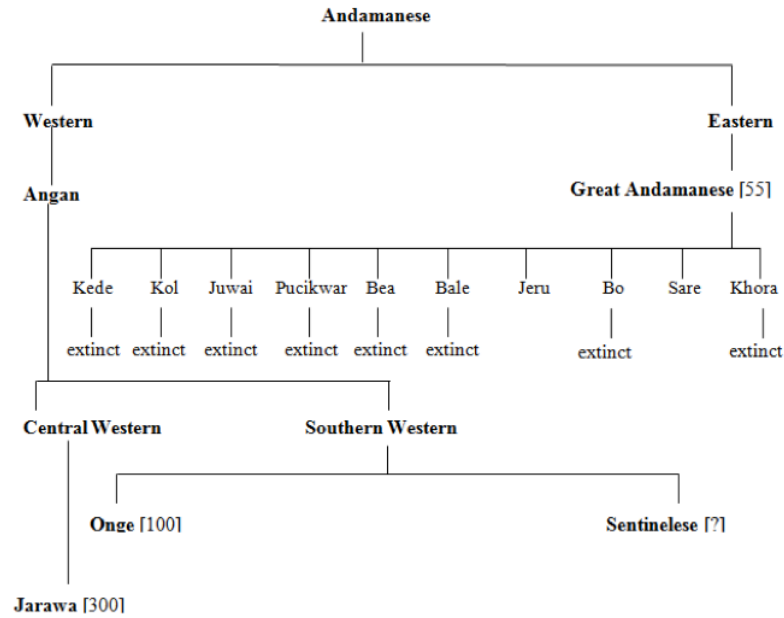 Andamanese
Western Eastern
Angan Great Andamanese [55]
Kede Kol Juwai Pucikwar Bea Bale Jeru Bo Sare Khora
extinct extinct extinct extinct extinct extinct extinct extinct
Central Western Southern Western
Onge [100] Sentinelese [?]
Jarawa [300]